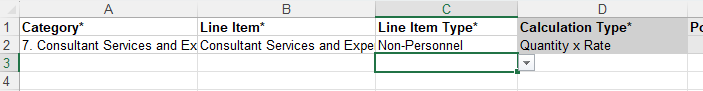 A B C D
1 Category* Line Item* Line Item Type* Calculation Type* Po
2 7. Consultant Services and Ex Consultant Services and Expe Non-Personnel Quantity x Rate
3
4